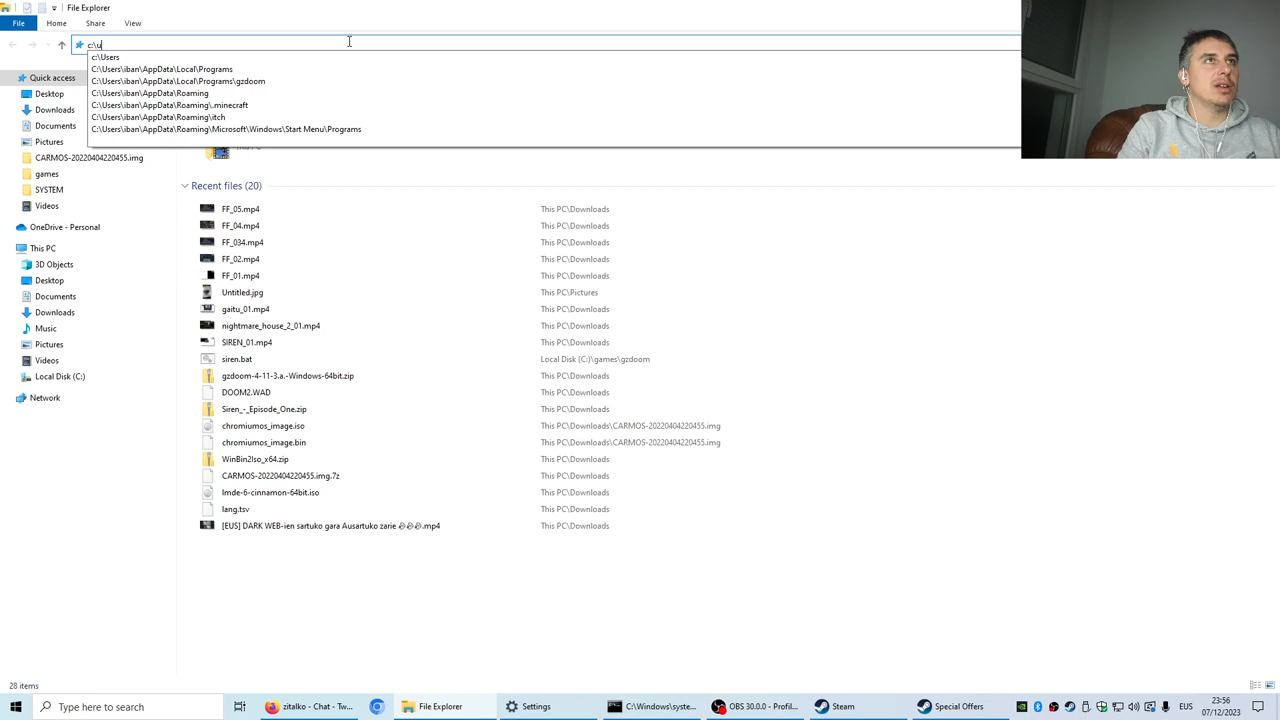 File Explorer
File Home Share View
c:\u
c:\Users
C:\Users\iban\AppData\Local\Programs
C:\Users\iban\AppData\Local\Programs\gzdoom
C:\Users\iban\AppData\Roaming
C:\Users\iban\AppData\Roaming\.minecraft
C:\Users\iban\AppData\Roaming\itch
C:\Users\iban\AppData\Roaming\Microsoft\Windows\Start Menu\Programs
Quick access
Desktop
Downloads
Documents
Pictures
CARMOS-20220404220455.img
games
SYSTEM
Videos
OneDrive - Personal
This PC
3D Objects
Desktop
Documents
Downloads
Music
Pictures
Videos
Local Disk (C:)
Network
Recent files (20)
FF_05.mp4 This PC\Downloads
FF_04.mp4 This PC\Downloads
FF_034.mp4 This PC\Downloads
FF_02.mp4 This PC\Downloads
FF_01.mp4 This PC\Downloads
Untitled.jpg This PC\Pictures
gaitu_01.mp4 This PC\Downloads
nightmare_house_2_01.mp4 This PC\Downloads
SIREN_01.mp4 This PC\Downloads
siren.bat Local Disk (C:)\games\gzdoom
gzdoom-4-11-3.a.-Windows-64bit.zip This PC\Downloads
DOOM2.WAD This PC\Downloads
Siren_-_Episode_One.zip This PC\Downloads
chromiumos_image.iso This PC\Downloads\CARMOS-20220404220455.img
chromiumos_image.bin This PC\Downloads\CARMOS-20220404220455.img
WinBin2Iso_x64.zip This PC\Downloads
CARMOS-20220404220455.img.7z This PC\Downloads
lmde-6-cinnamon-64bit.iso This PC\Downloads
lang.tsv This PC\Downloads
[EUS] DARK WEB-ien sartuko gara Ausartuko zarie .mp4 This PC\Downloads
28 items
Type here to search
zitalko - Chat - Tw...
File Explorer
Settings
C:\Windows\syste...
OBS 30.0.0 - Profil...
Steam
Special Offers
EUS
23:56
07/12/2023